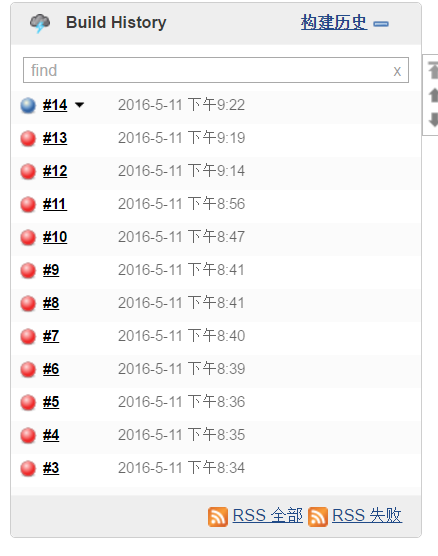 Build History 构建历史
find x
#14 2016-5-11 下午9:22
#13 2016-5-11 下午9:19
#12 2016-5-11 下午9:14
#11 2016-5-11 下午8:56
#10 2016-5-11 下午8:47
#9 2016-5-11 下午8:41
#8 2016-5-11 下午8:41
#7 2016-5-11 下午8:40
#6 2016-5-11 下午8:39
#5 2016-5-11 下午8:36
#4 2016-5-11 下午8:35
#3 2016-5-11 下午8:34
RSS 全部 RSS 失败